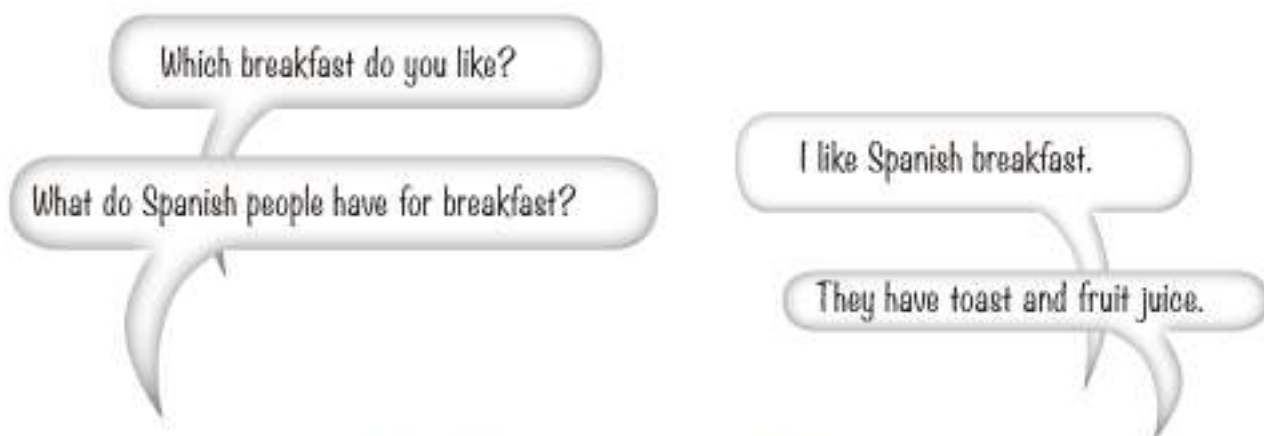 Which breakfast do you like?
What do Spanish people have for breakfast?
I like Spanish breakfast.
They have toast and fruit juice.